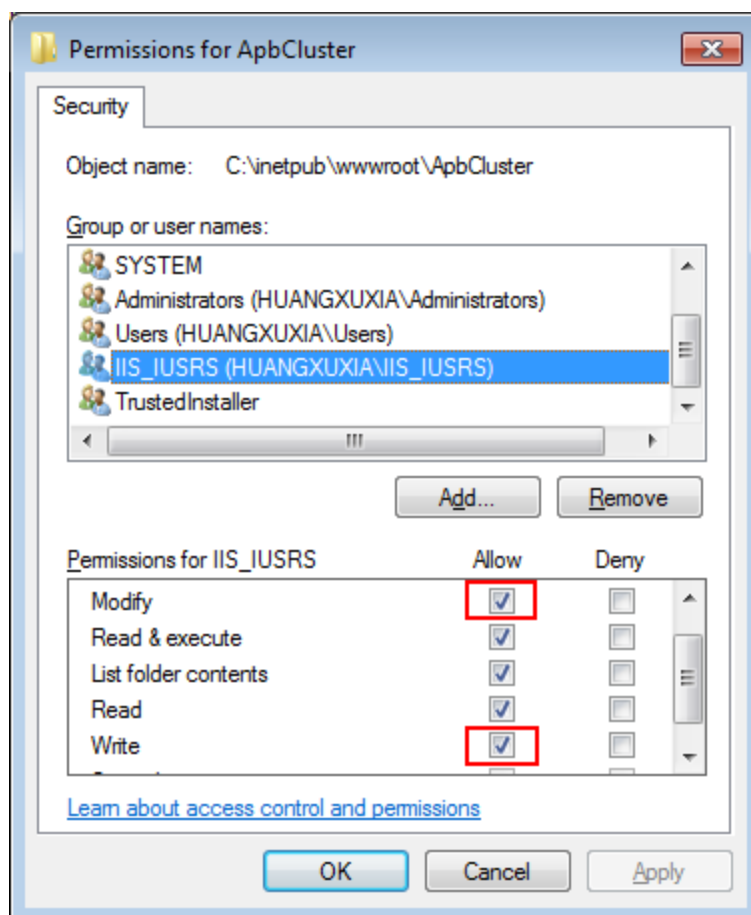 Permissions for ApbCluster
Security
Object name: C:\inetpub\wwwroot\ApbCluster
Group or user names:
SYSTEM
Administrators (HUANGXUXIA\Administrators)
Users (HUANGXUXIA\Users)
IIS_IUSRS (HUANGXUXIA\IIS_IUSRS)
TrustedInstaller
Add... Remove
Permissions for IIS_IUSRS Allow Deny
Modify
Read & execute
List folder contents
Read
Write
Learn about access control and permissions
OK Cancel Apply